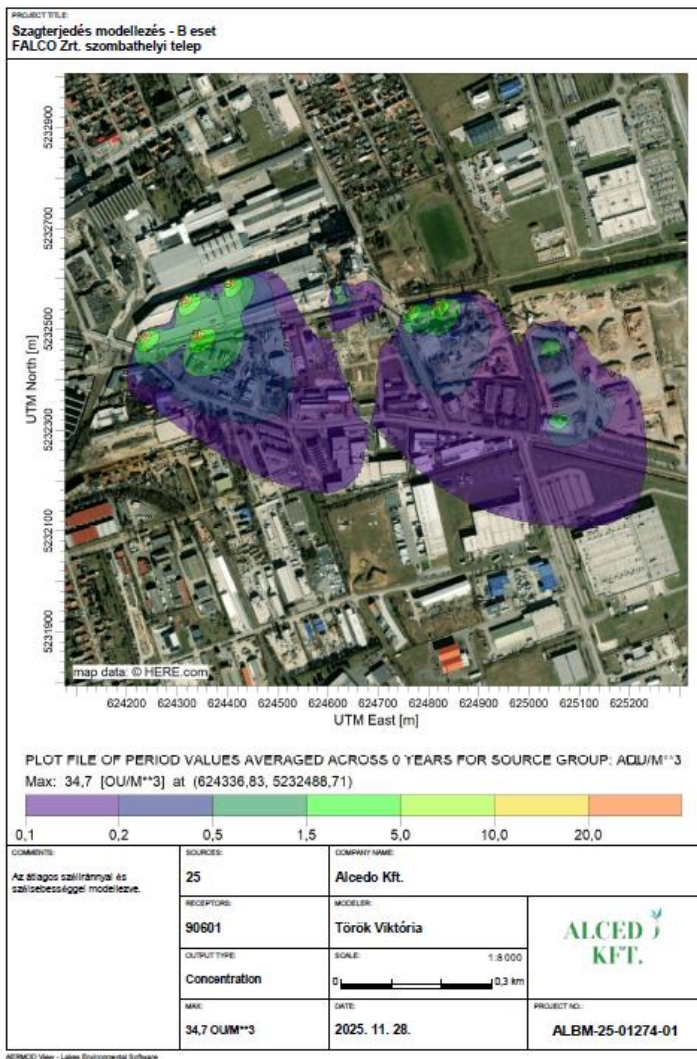 PROJECT TITLE:
Szagterjedés modellezés - B eset
FALCO Zrt. szombathelyi telep
UTM North [m]
5232900
5232700
5232500
5232300
5232100
5231900
map data: © HERE.com
624200 624300 624400 624500 624600 624700 624800 624900 625000 625100 625200
UTM East [m]
PLOT FILE OF PERIOD VALUES AVERAGED ACROSS 0 YEARS FOR SOURCE GROUP:
Max: 34,7 [OU/M**3] at (624336,83, 5232488,71)
0,1 0,2 0,5 1,5 5,0 10,0 20,0
COMMENTS:
Az átlagos széliránnyal és
szélsebességgel modellezve.
SOURCES:
25
COMPANY NAME:
Alcedo Kft.
RECEPTORS:
90601
MODELER:
Török Viktória
OUTPUT TYPE:
Concentration
SCALE:
1:8 000
0
0,3 km
MAX:
34,7 OU/M**3
DATE:
2025. 11. 28.
ALCEDO
KFT.
PROJECT NO.:
ALBM-25-01274-01
AERMOD View - Lakes Environmental Software